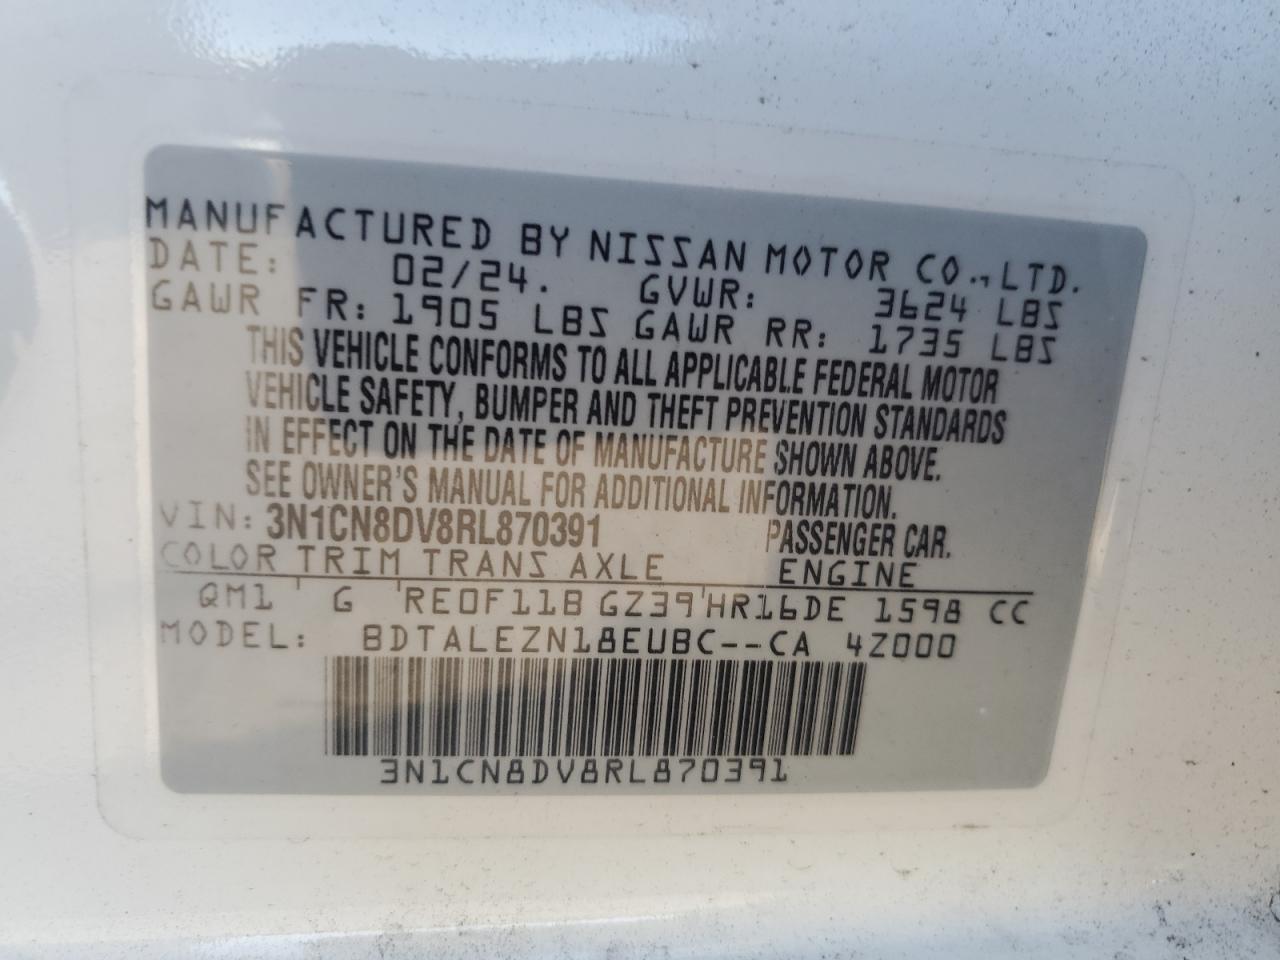 MANUFACTURED BY NISSAN MOTOR CO., LTD.
DATE: 02/24. GVWR: 3624 LBS
GAWR FR: 1905 LBS GAWR RR: 1735 LBS
THIS VEHICLE CONFORMS TO ALL APPLICABLE FEDERAL MOTOR
VEHICLE SAFETY, BUMPER AND THEFT PREVENTION STANDARDS
IN EFFECT ON THE DATE OF MANUFACTURE SHOWN ABOVE.
SEE OWNER'S MANUAL FOR ADDITIONAL INFORMATION.
VIN: 3N1CN8DV8RL870391 PASSENGER CAR.
COLOR TRIM TRANS AXLE ENGINE
QM1 G RE0F11B GZ39 HR16DE 1598 CC
MODEL: BDTALEZN18EUBC--CA 4Z000
3N1CN8DV8RL870391